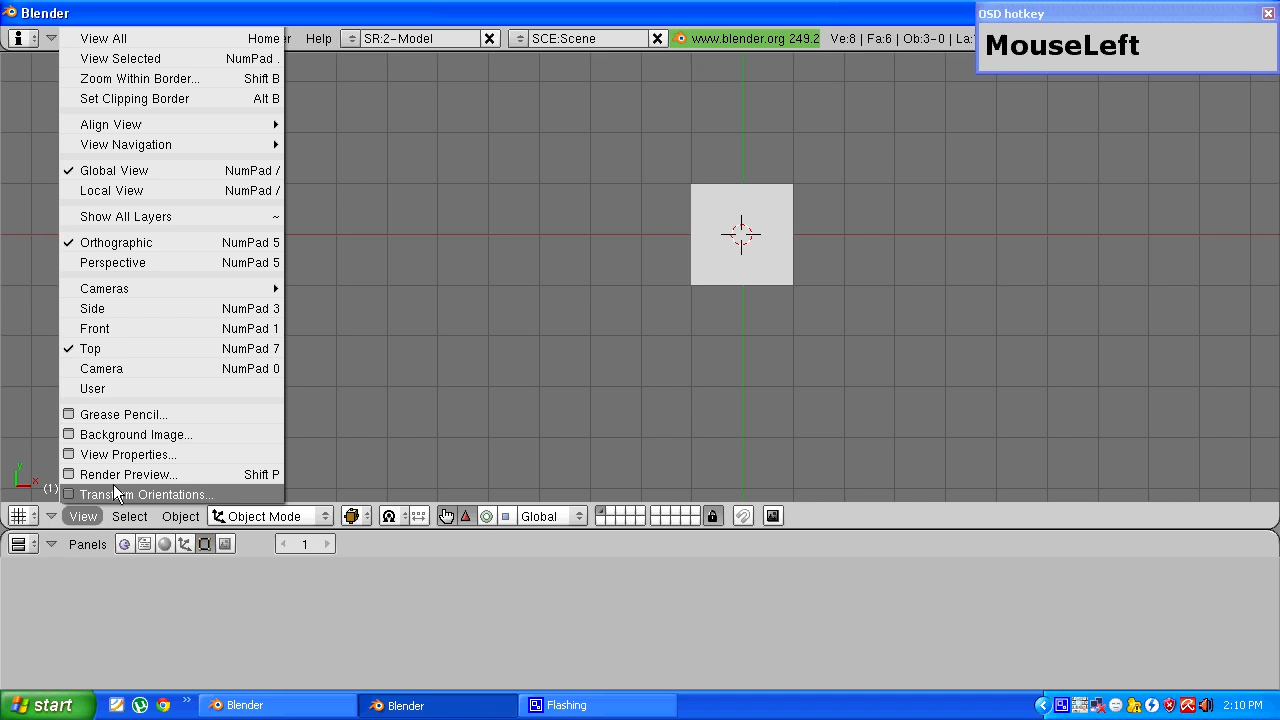 Blender
OSD hotkey
MouseLeft
Help
SR:2-Model
SCE:Scene
www.blender.org 249.2
Ve:8 | Fa:6 | Ob:3-0 | La:
View All Home
View Selected NumPad .
Zoom Within Border... Shift B
Set Clipping Border Alt B
Align View
View Navigation
Global View NumPad /
Local View NumPad /
Show All Layers ~
Orthographic NumPad 5
Perspective NumPad 5
Cameras
Side NumPad 3
Front NumPad 1
Top NumPad 7
Camera NumPad 0
User
Grease Pencil...
Background Image...
View Properties...
Render Preview... Shift P
Transform Orientations...
y
x
(1)
View Select Object Object Mode Global
Panels 1
start Blender Blender Flashing 2:10 PM